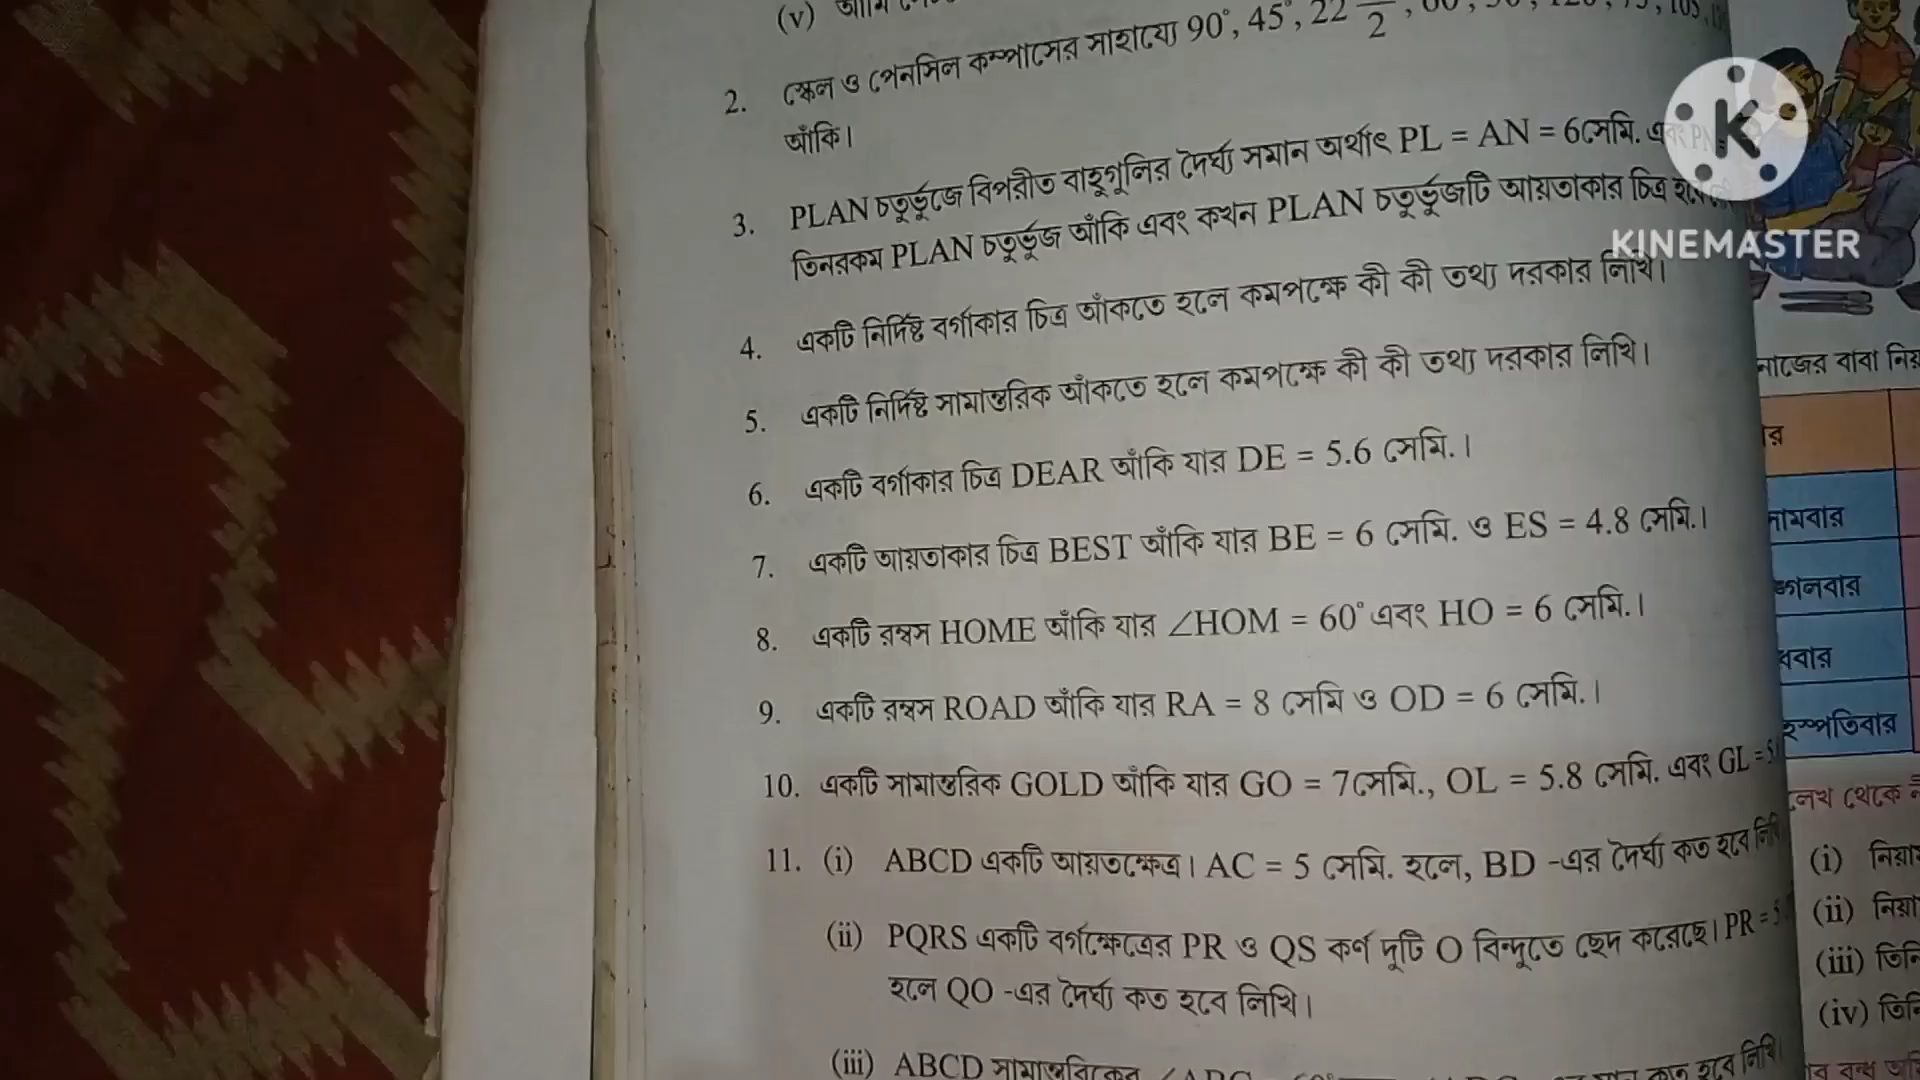 (v) আমি
2. স্কেল ও পেনসিল কম্পাসের সাহায্যে 90°, 45°, 22
আঁকি।
3. PLAN চতুর্ভুজে বিপরীত বাহুগুলির দৈর্ঘ্য সমান অর্থাৎ PL = AN = 6সেমি. এবং PN
তিনরকম PLAN চতুর্ভুজ আঁকি এবং কখন PLAN চতুর্ভুজটি আয়তাকার চিত্র
4. একটি নির্দিষ্ট বর্গাকার চিত্র আঁকতে হলে কমপক্ষে কী কী তথ্য দরকার লিখি।
5. একটি নির্দিষ্ট সামান্তরিক আঁকতে হলে কমপক্ষে কী কী তথ্য দরকার লিখি।
6. একটি বর্গাকার চিত্র DEAR আঁকি যার DE = 5.6 সেমি.।
7. একটি আয়তাকার চিত্র BEST আঁকি যার BE = 6 সেমি. ও ES = 4.8 সেমি.।
8. একটি রম্বস HOME আঁকি যার ∠HOM = 60° এবং HO = 6 সেমি.।
9. একটি রম্বস ROAD আঁকি যার RA = 8 সেমি ও OD = 6 সেমি.।
10. একটি সামান্তরিক GOLD আঁকি যার GO = 7সেমি., OL = 5.8 সেমি. এবং GL =
11. (i) ABCD একটি আয়তক্ষেত্র। AC = 5 সেমি. হলে, BD -এর দৈর্ঘ্য কত হবে লিখি
(ii) PQRS একটি বর্গক্ষেত্রের PR ও QS কর্ণ দুটি O বিন্দুতে ছেদ করেছে। PR =
হলে QO -এর দৈর্ঘ্য কত হবে লিখি।
(iii) ABCD সামান্তরিকের কত হবে লিখি
K
KINEMASTER
নাজের বাবা
নিয়
ার
সোমবার
মঙ্গলবার
বুধবার
বৃহস্পতিবার
লেখ থেকে
(i)
(ii)
(iii)
(iv)